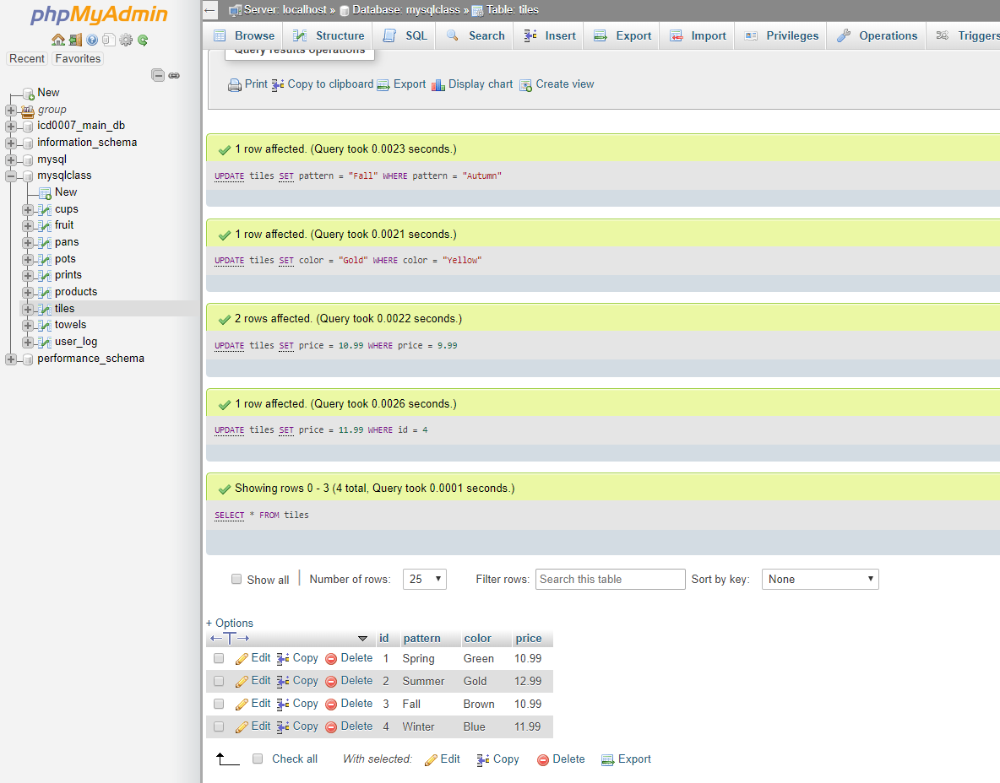 phpMyAdmin
Recent Favorites
New
group
icd0007_main_db
information_schema
mysql
mysqlclass
New
cups
fruit
pans
pots
prints
products
tiles
towels
user_log
performance_schema
Server: localhost » Database: mysqlclass » Table: tiles
Browse Structure SQL Search Insert Export Import Privileges Operations Triggers
Query results operations
Print Copy to clipboard Export Display chart Create view
1 row affected. (Query took 0.0023 seconds.)
UPDATE tiles SET pattern = "Fall" WHERE pattern = "Autumn"
1 row affected. (Query took 0.0021 seconds.)
UPDATE tiles SET color = "Gold" WHERE color = "Yellow"
2 rows affected. (Query took 0.0022 seconds.)
UPDATE tiles SET price = 10.99 WHERE price = 9.99
1 row affected. (Query took 0.0026 seconds.)
UPDATE tiles SET price = 11.99 WHERE id = 4
Showing rows 0 - 3 (4 total, Query took 0.0001 seconds.)
SELECT * FROM tiles
Show all Number of rows: 25 Filter rows: Search this table Sort by key: None
+ Options
←T→ id pattern color price
Edit Copy Delete 1 Spring Green 10.99
Edit Copy Delete 2 Summer Gold 12.99
Edit Copy Delete 3 Fall Brown 10.99
Edit Copy Delete 4 Winter Blue 11.99
Check all With selected: Edit Copy Delete Export